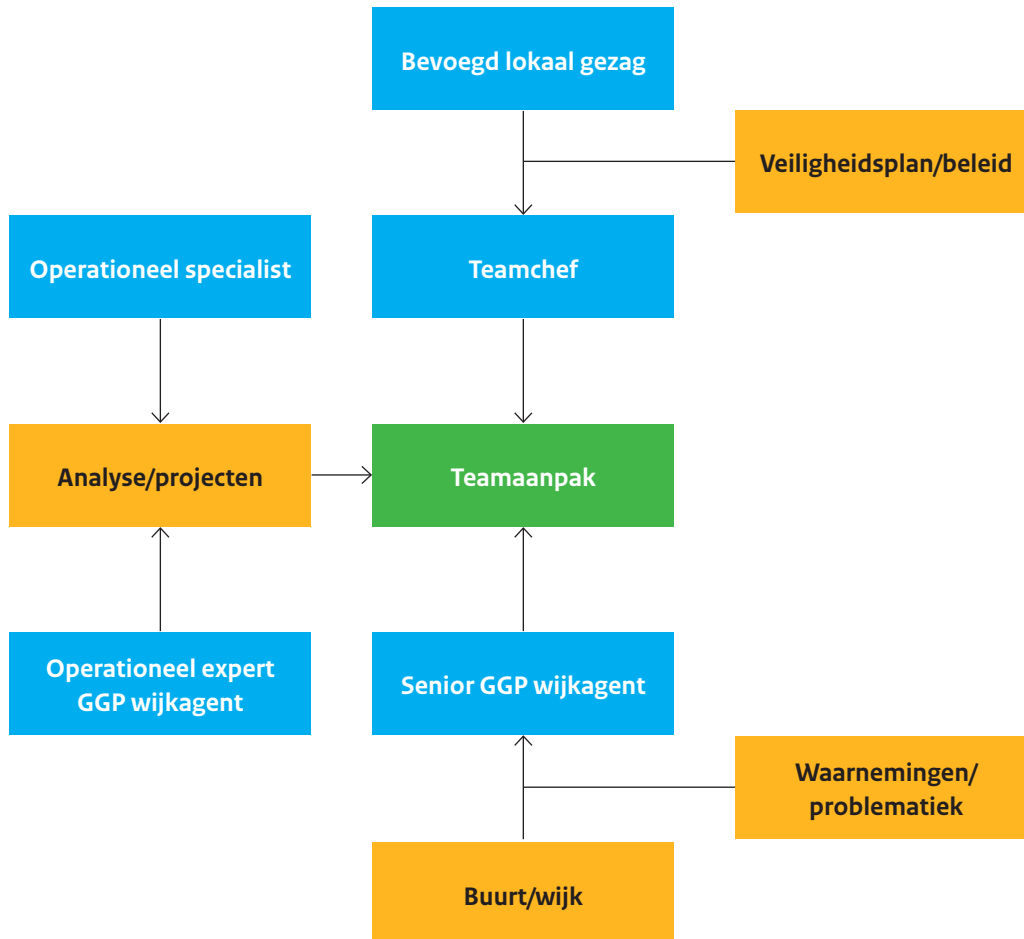 Bevoegd lokaal gezag
Veiligheidsplan/beleid
Operationeel specialist
Teamchef
Analyse/projecten
Teamaanpak
Operationeel expert
GGP wijkagent
Senior GGP wijkagent
Waarnemingen/
problematiek
Buurt/wijk